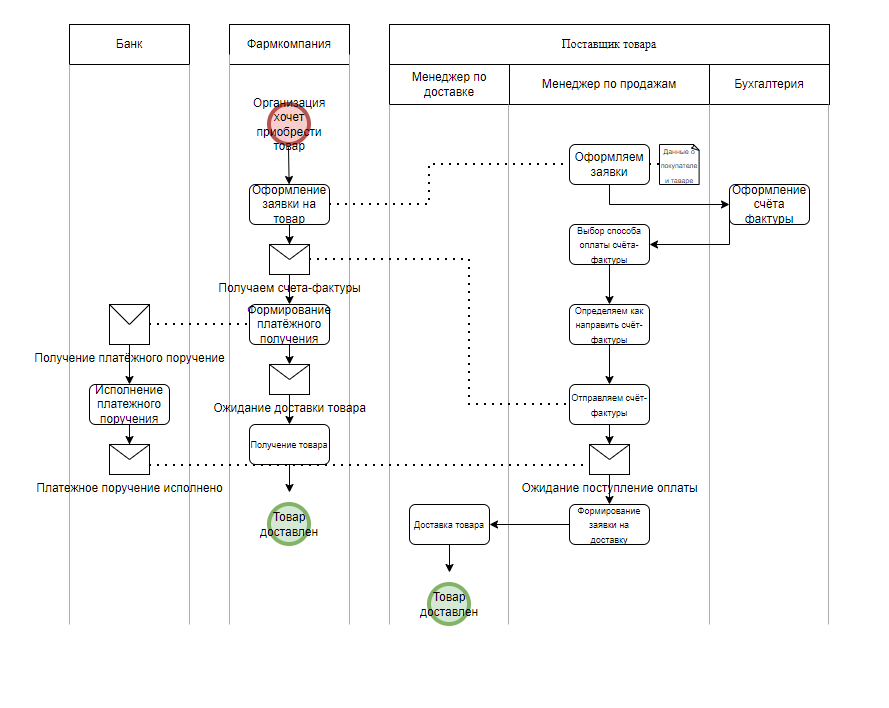 Банк
Фармкомпания
Поставщик товара
Менеджер по
доставке
Менеджер по продажам
Бухгалтерия
Организация
хочет
приобрести
товар
Оформляем
заявки
Данные о
покупателе
и таваре
Оформление
заявки на
товар
Оформление
счёта
фактуры
Выбор способа
оплаты счёта-
фактуры
Получаем счета-фактуры
Формирование
платёжного
получения
Определяем как
направить счёт-
фактуры
Получение платёжного поручение
Исполнение
платежного
поручения
Ожидание доставки товара
Отправляем счёт-
фактуры
Получение товара
Платежное поручение исполнено
Ожидание поступление оплаты
Товар
доставлен
Доставка товара
Формирование
заявки на
доставку
Товар
доставлен